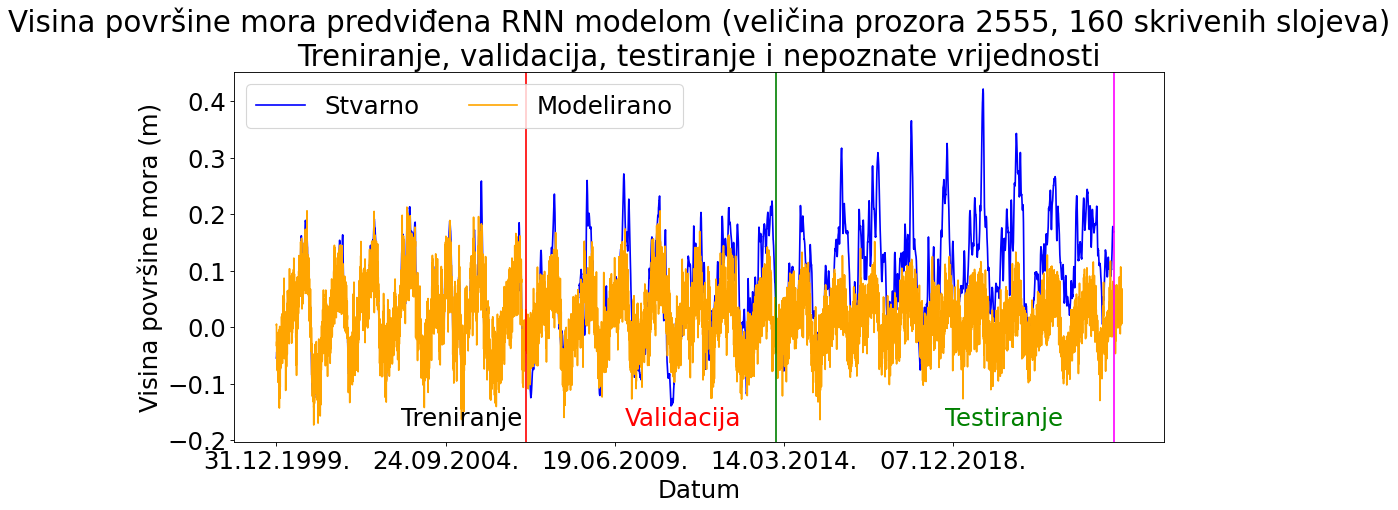 Visina površine mora predviđena RNN modelom (veličina prozora 2555, 160 skrivenih slojeva)
Treniranje, validacija, testiranje i nepoznate vrijednosti
Stvarno Modelirano
Visina površine mora (m)
0.4
0.3
0.2
0.1
0.0
−0.1
−0.2
Treniranje Validacija Testiranje
31.12.1999. 24.09.2004. 19.06.2009. 14.03.2014. 07.12.2018.
Datum